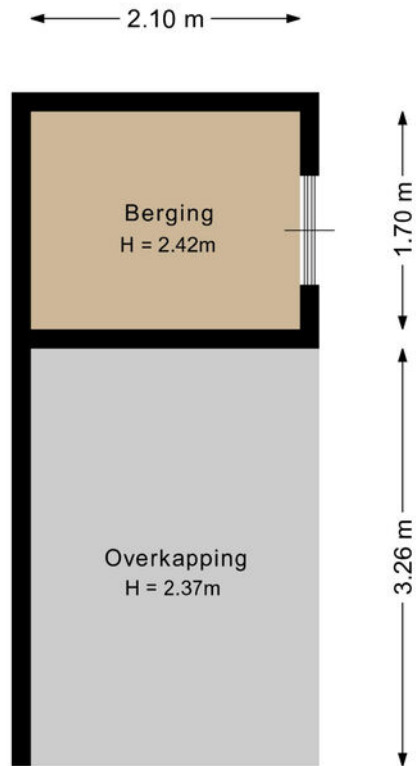 2.10 m
Berging
H = 2.42m
1.70 m
Overkapping
H = 2.37m
3.26 m